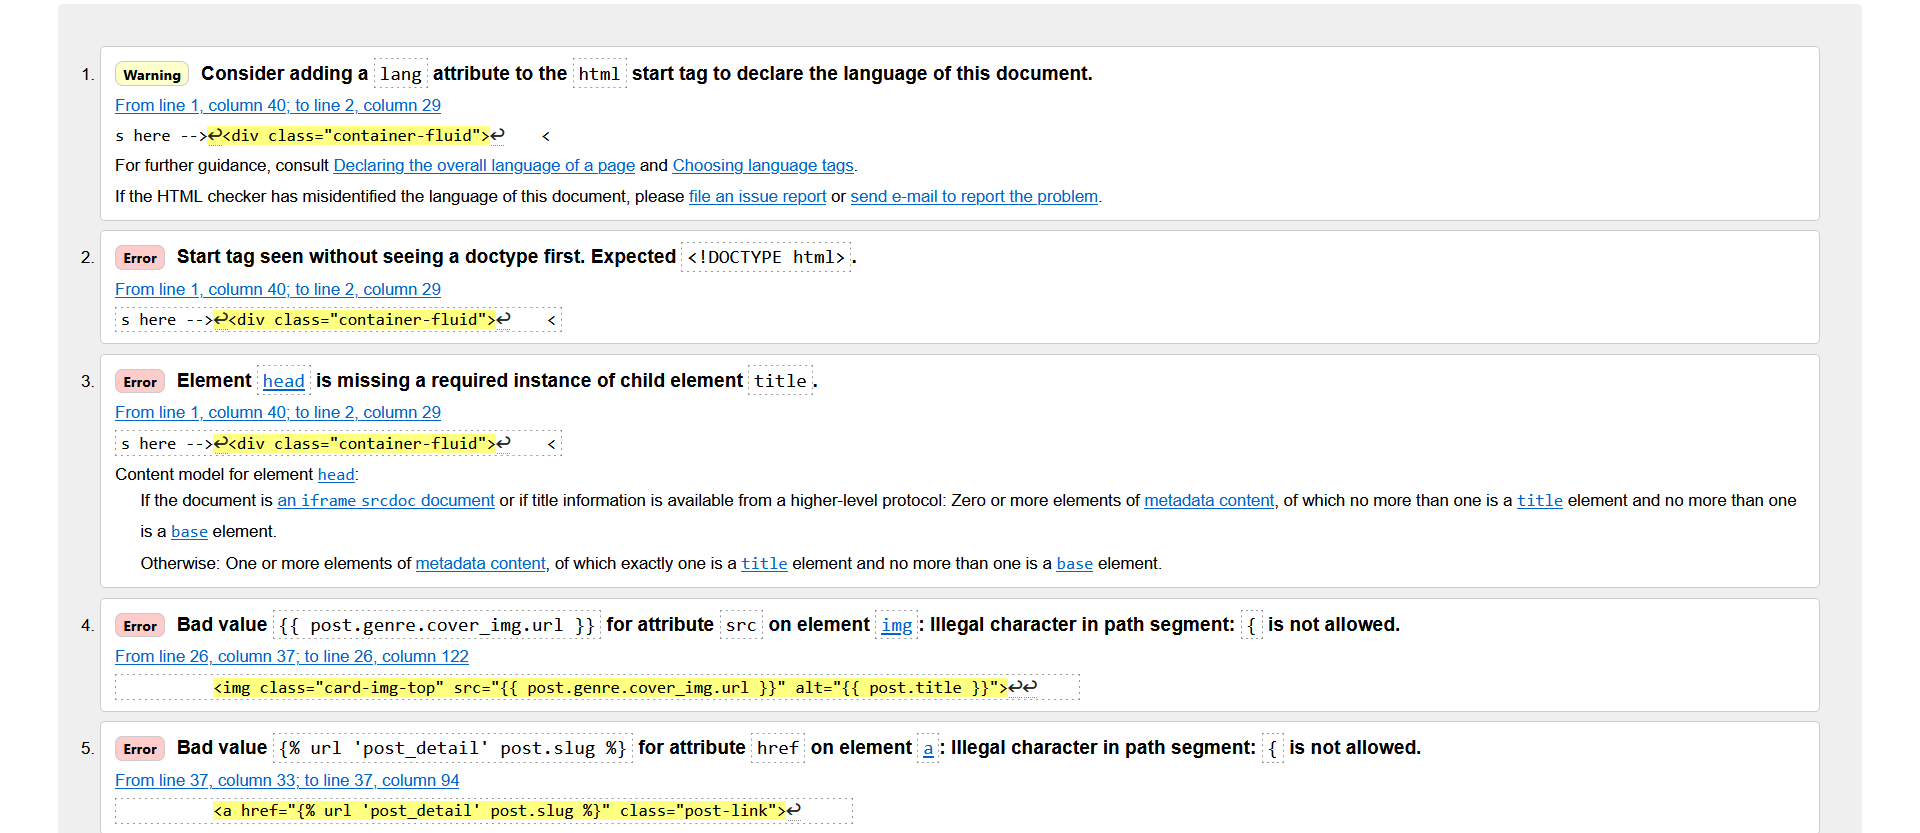 1. Warning Consider adding a lang attribute to the html start tag to declare the language of this document.
From line 1, column 40; to line 2, column 29
s here -->↩<div class="container-fluid">↩    <
For further guidance, consult Declaring the overall language of a page and Choosing language tags.
If the HTML checker has misidentified the language of this document, please file an issue report or send e-mail to report the problem.
2. Error Start tag seen without seeing a doctype first. Expected <!DOCTYPE html>.
From line 1, column 40; to line 2, column 29
s here -->↩<div class="container-fluid">↩    <
3. Error Element head is missing a required instance of child element title.
From line 1, column 40; to line 2, column 29
s here -->↩<div class="container-fluid">↩    <
Content model for element head:
If the document is an iframe srcdoc document or if title information is available from a higher-level protocol: Zero or more elements of metadata content, of which no more than one is a title element and no more than one
is a base element.
Otherwise: One or more elements of metadata content, of which exactly one is a title element and no more than one is a base element.
4. Error Bad value {{ post.genre.cover_img.url }} for attribute src on element img: Illegal character in path segment: { is not allowed.
From line 26, column 37; to line 26, column 122
<img class="card-img-top" src="{{ post.genre.cover_img.url }}" alt="{{ post.title }}">↩↩
5. Error Bad value {% url 'post_detail' post.slug %} for attribute href on element a: Illegal character in path segment: { is not allowed.
From line 37, column 33; to line 37, column 94
<a href="{% url 'post_detail' post.slug %}" class="post-link">↩